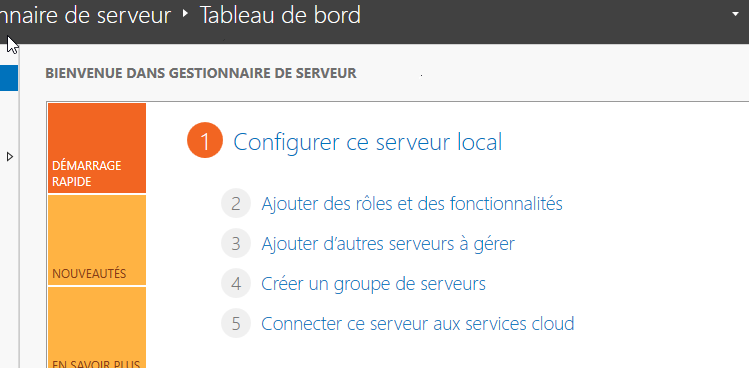 nnaire de serveur ‣ Tableau de bord
BIENVENUE DANS GESTIONNAIRE DE SERVEUR
DÉMARRAGE
RAPIDE
NOUVEAUTÉS
EN SAVOIR PLUS
1 Configurer ce serveur local
2 Ajouter des rôles et des fonctionnalités
3 Ajouter d’autres serveurs à gérer
4 Créer un groupe de serveurs
5 Connecter ce serveur aux services cloud